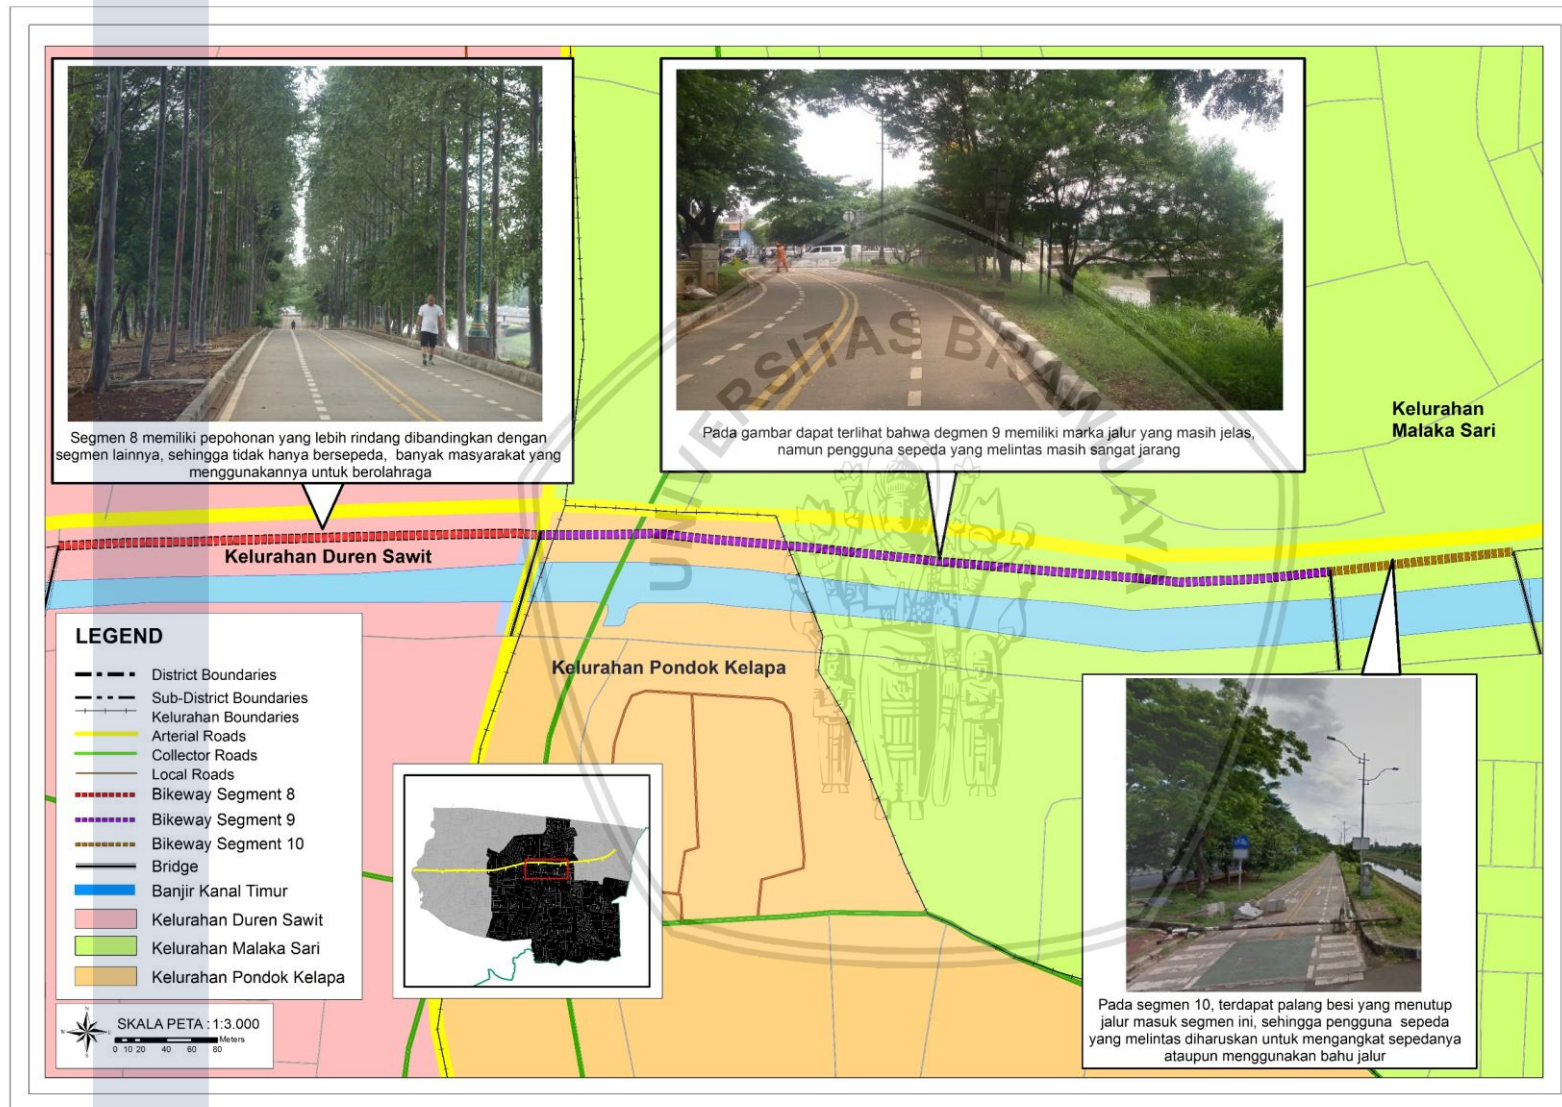 Segmen 8 memiliki pepohonan yang lebih rindang dibandingkan dengan
segmen lainnya, sehingga tidak hanya bersepeda, banyak masyarakat yang
menggunakannya untuk berolahraga
Pada gambar dapat terlihat bahwa degmen 9 memiliki marka jalur yang masih jelas,
namun pengguna sepeda yang melintas masih sangat jarang
Kelurahan
Malaka Sari
UNIVERSITAS BRAWIJAYA
Kelurahan Duren Sawit
Kelurahan Pondok Kelapa
LEGEND
District Boundaries
Sub-District Boundaries
Kelurahan Boundaries
Arterial Roads
Collector Roads
Local Roads
Bikeway Segment 8
Bikeway Segment 9
Bikeway Segment 10
Bridge
Banjir Kanal Timur
Kelurahan Duren Sawit
Kelurahan Malaka Sari
Kelurahan Pondok Kelapa
SKALA PETA : 1:3.000
Meters
0 10 20 40 60 80
Pada segmen 10, terdapat palang besi yang menutup
jalur masuk segmen ini, sehingga pengguna sepeda
yang melintas diharuskan untuk mengangkat sepedanya
ataupun menggunakan bahu jalur